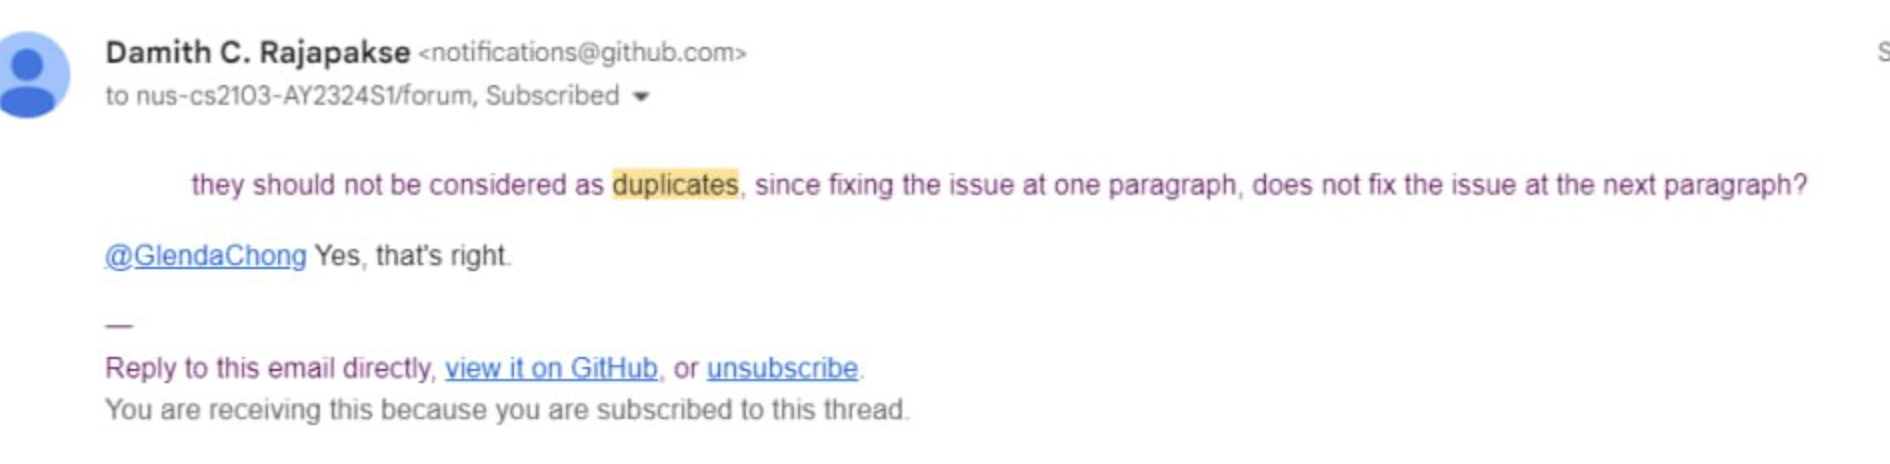 Damith C. Rajapakse <notifications@github.com>
S
to nus-cs2103-AY2324S1/forum, Subscribed
they should not be considered as duplicates, since fixing the issue at one paragraph, does not fix the issue at the next paragraph?
@GlendaChong Yes, that's right.
—
Reply to this email directly, view it on GitHub, or unsubscribe.
You are receiving this because you are subscribed to this thread.